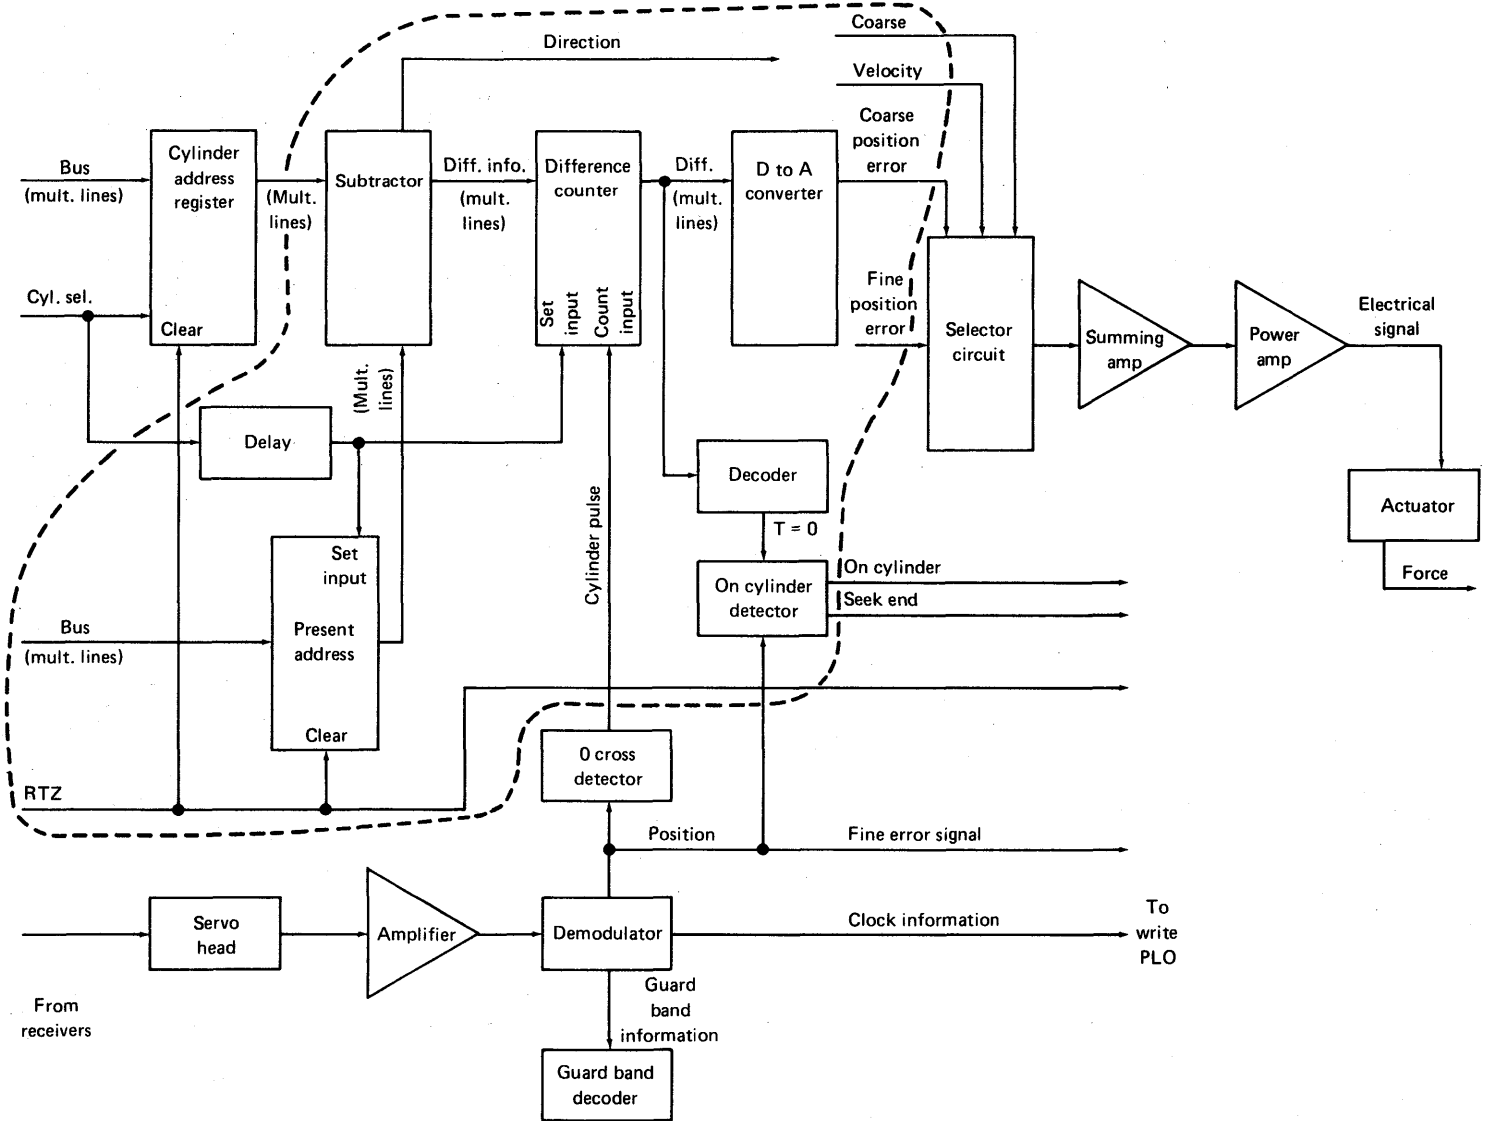 Coarse
Direction
Velocity
Coarse
position
error
Bus
(mult. lines)
Cylinder
address
register
(Mult.
lines)
Subtractor
Diff. info.
(mult.
lines)
Difference
counter
Diff.
(mult.
lines)
D to A
converter
Cyl. sel.
Clear
Set
input
Count
input
Fine
position
error
Selector
circuit
Summing
amp
Power
amp
Electrical
signal
(Mult.
lines)
Delay
Decoder
T = 0
Actuator
Force
Cylinder pulse
Set
input
On cylinder
detector
On cylinder
Seek end
Bus
(mult. lines)
Present
address
Clear
RTZ
0 cross
detector
Position
Fine error signal
Servo
head
Amplifier
Demodulator
Clock information
To
write
PLO
From
receivers
Guard
band
information
Guard band
decoder